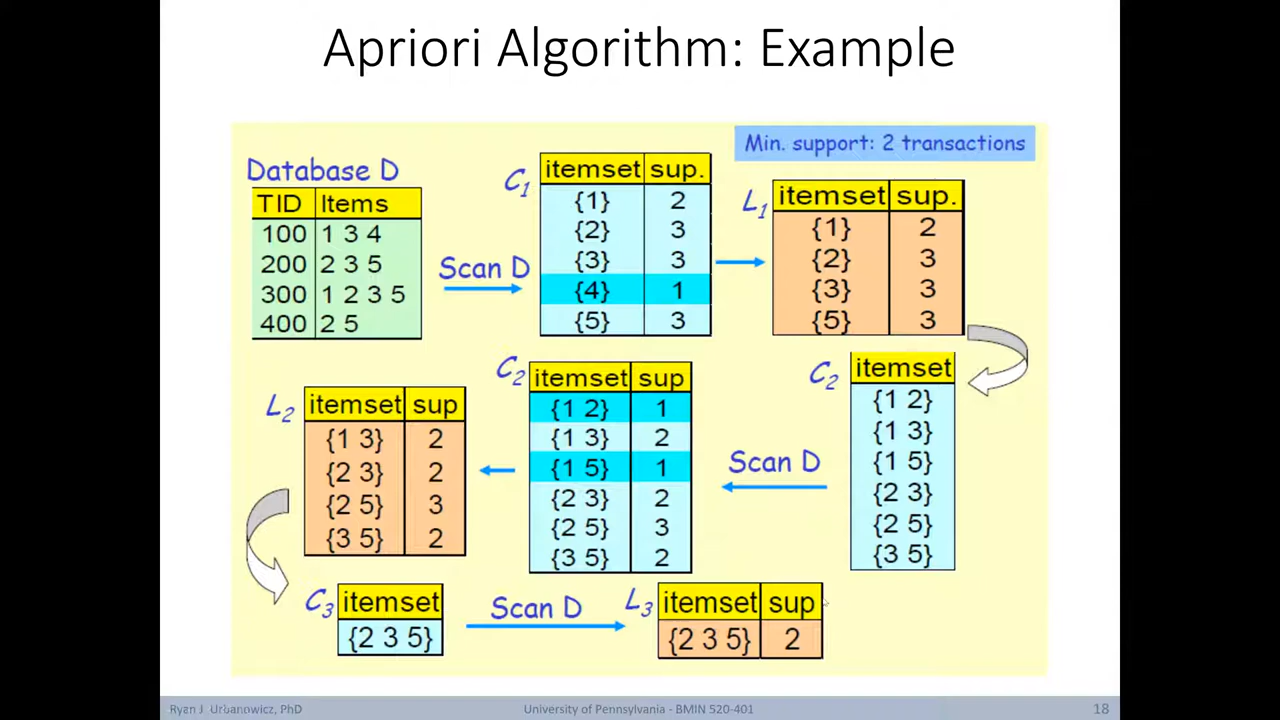 Apriori Algorithm: Example
Min. support: 2 transactions
Database D
TID Items
100 1 3 4
200 2 3 5
300 1 2 3 5
400 2 5
Scan D
C1
itemset sup.
{1} 2
{2} 3
{3} 3
{4} 1
{5} 3
L1
itemset sup.
{1} 2
{2} 3
{3} 3
{5} 3
C2
itemset
{1 2}
{1 3}
{1 5}
{2 3}
{2 5}
{3 5}
Scan D
C2
itemset sup
{1 2} 1
{1 3} 2
{1 5} 1
{2 3} 2
{2 5} 3
{3 5} 2
L2
itemset sup
{1 3} 2
{2 3} 2
{2 5} 3
{3 5} 2
C3
itemset
{2 3 5}
Scan D
L3
itemset sup
{2 3 5} 2
Ryan J. Urbanowicz, PhD
University of Pennsylvania - BMIN 520-401
18